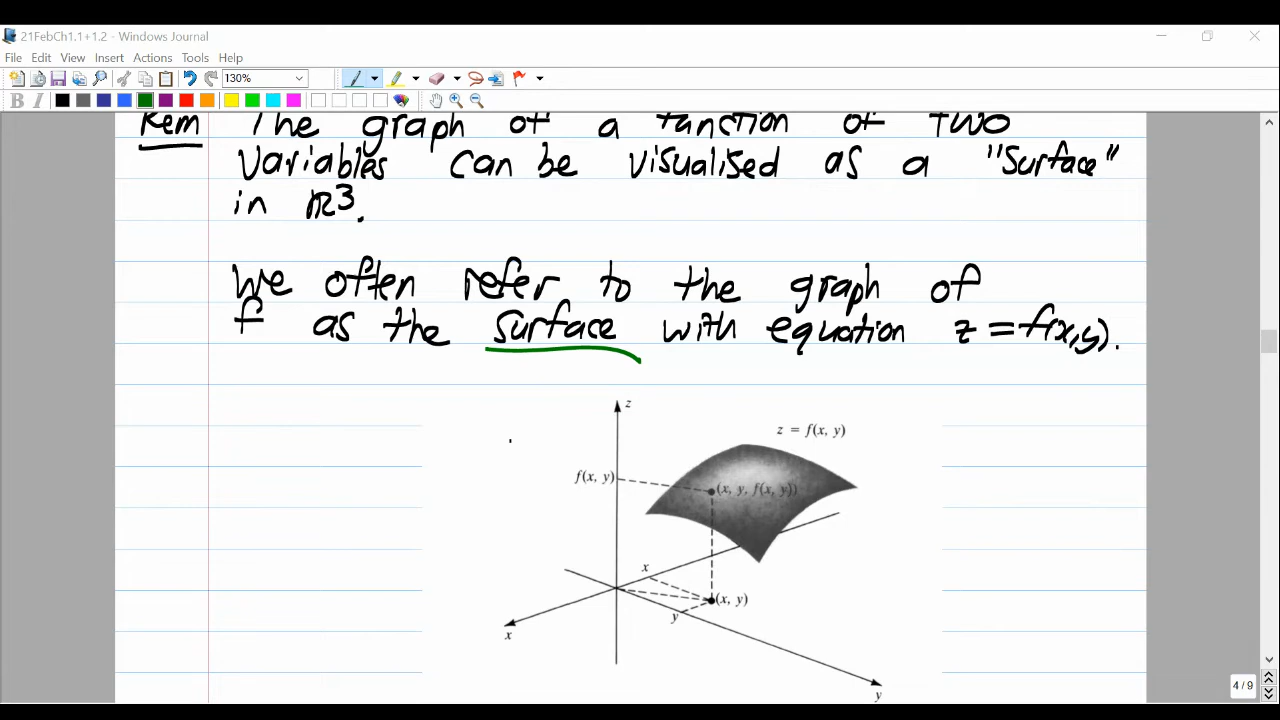 21FebCh1.1+1.2 - Windows Journal
File Edit View Insert Actions Tools Help
130%
B I
Rem The graph of a function of two
variables can be visualised as a "surface"
in ℝ3.
We often refer to the graph of
f as the surface with equation z = f(x,y).
z
z = f(x, y)
f(x, y)
(x, y, f(x, y))
x
(x, y)
y
x
4 / 9
y